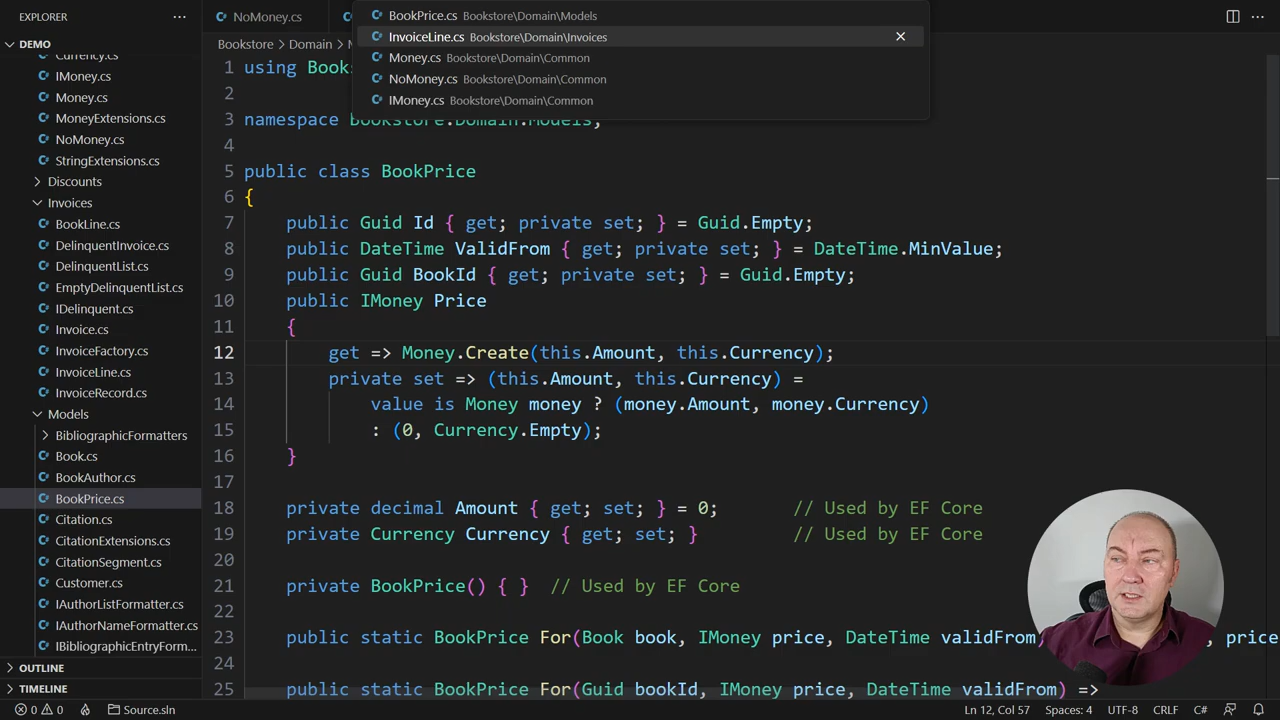 EXPLORER
DEMO
Currency.cs
IMoney.cs
Money.cs
MoneyExtensions.cs
NoMoney.cs
StringExtensions.cs
Discounts
Invoices
BookLine.cs
DelinquentInvoice.cs
DelinquentList.cs
EmptyDelinquentList.cs
IDelinquent.cs
Invoice.cs
InvoiceFactory.cs
InvoiceLine.cs
InvoiceRecord.cs
Models
BibliographicFormatters
Book.cs
BookAuthor.cs
BookPrice.cs
Citation.cs
CitationExtensions.cs
CitationSegment.cs
Customer.cs
IAuthorListFormatter.cs
IAuthorNameFormatter.cs
IBibliographicEntryForm...
OUTLINE
TIMELINE
NoMoney.cs
BookPrice.cs Bookstore\Domain\Models
InvoiceLine.cs Bookstore\Domain\Invoices
Money.cs Bookstore\Domain\Common
NoMoney.cs Bookstore\Domain\Common
IMoney.cs Bookstore\Domain\Common
Bookstore > Domain >
1 using Book
2
3 namespace Bookstore.Domain.Models;
4
5 public class BookPrice
6 {
7 public Guid Id { get; private set; } = Guid.Empty;
8 public DateTime ValidFrom { get; private set; } = DateTime.MinValue;
9 public Guid BookId { get; private set; } = Guid.Empty;
10 public IMoney Price
11 {
12 get => Money.Create(this.Amount, this.Currency);
13 private set => (this.Amount, this.Currency) =
14 value is Money money ? (money.Amount, money.Currency)
15 : (0, Currency.Empty);
16 }
17
18 private decimal Amount { get; set; } = 0; // Used by EF Core
19 private Currency Currency { get; set; } // Used by EF Core
20
21 private BookPrice() { } // Used by EF Core
22
23 public static BookPrice For(Book book, IMoney price, DateTime validFrom) , price
24
25 public static BookPrice For(Guid bookId, IMoney price, DateTime validFrom) =>
0 0 Source.sln Ln 12, Col 57 Spaces: 4 UTF-8 CRLF C#